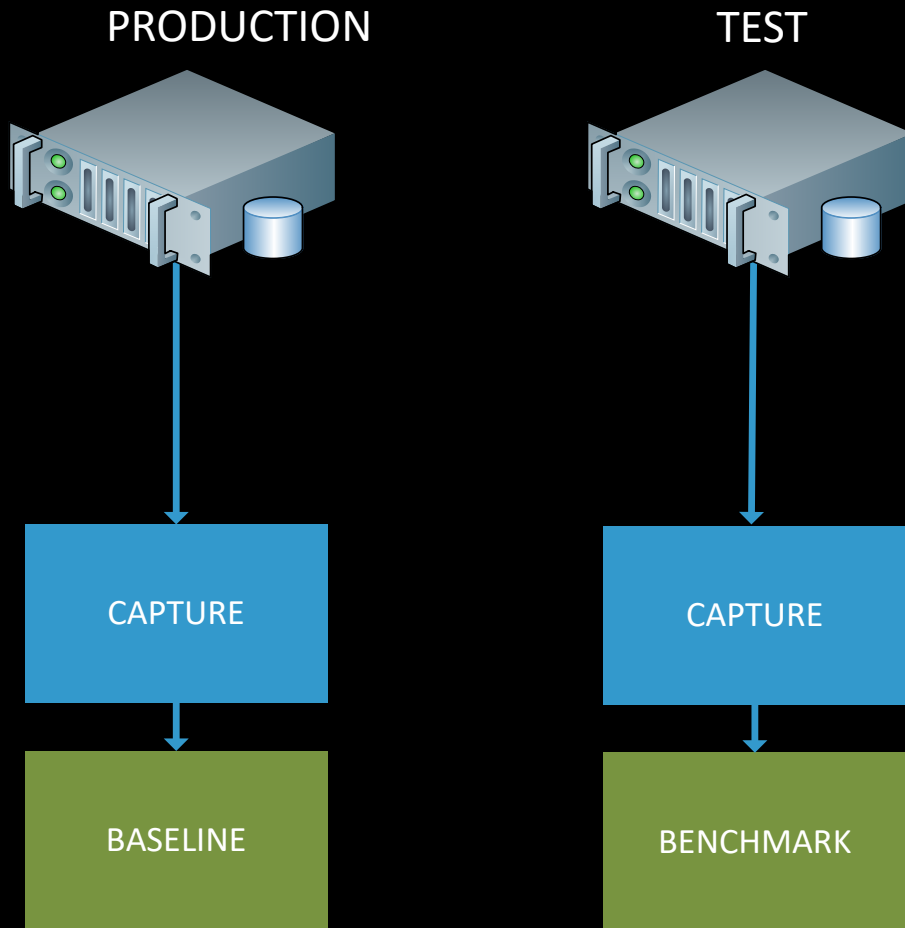 PRODUCTION
TEST
CAPTURE
CAPTURE
BASELINE
BENCHMARK